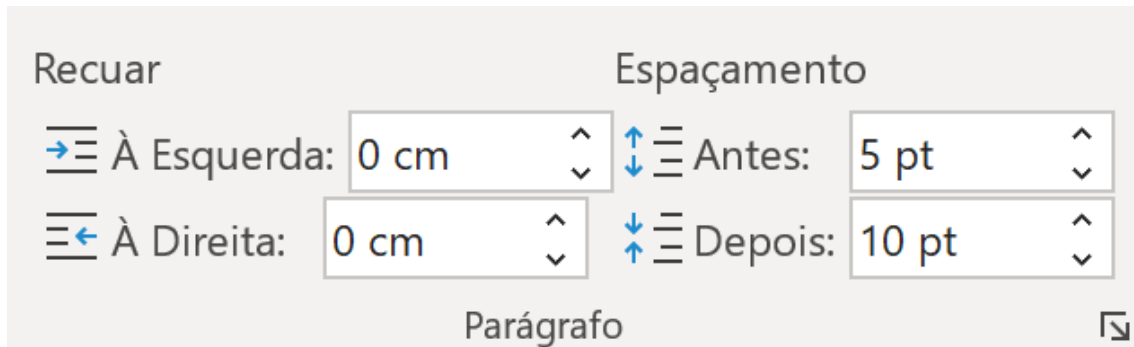 Recuar Espaçamento
À Esquerda: 0 cm Antes: 5 pt
À Direita: 0 cm Depois: 10 pt
Parágrafo